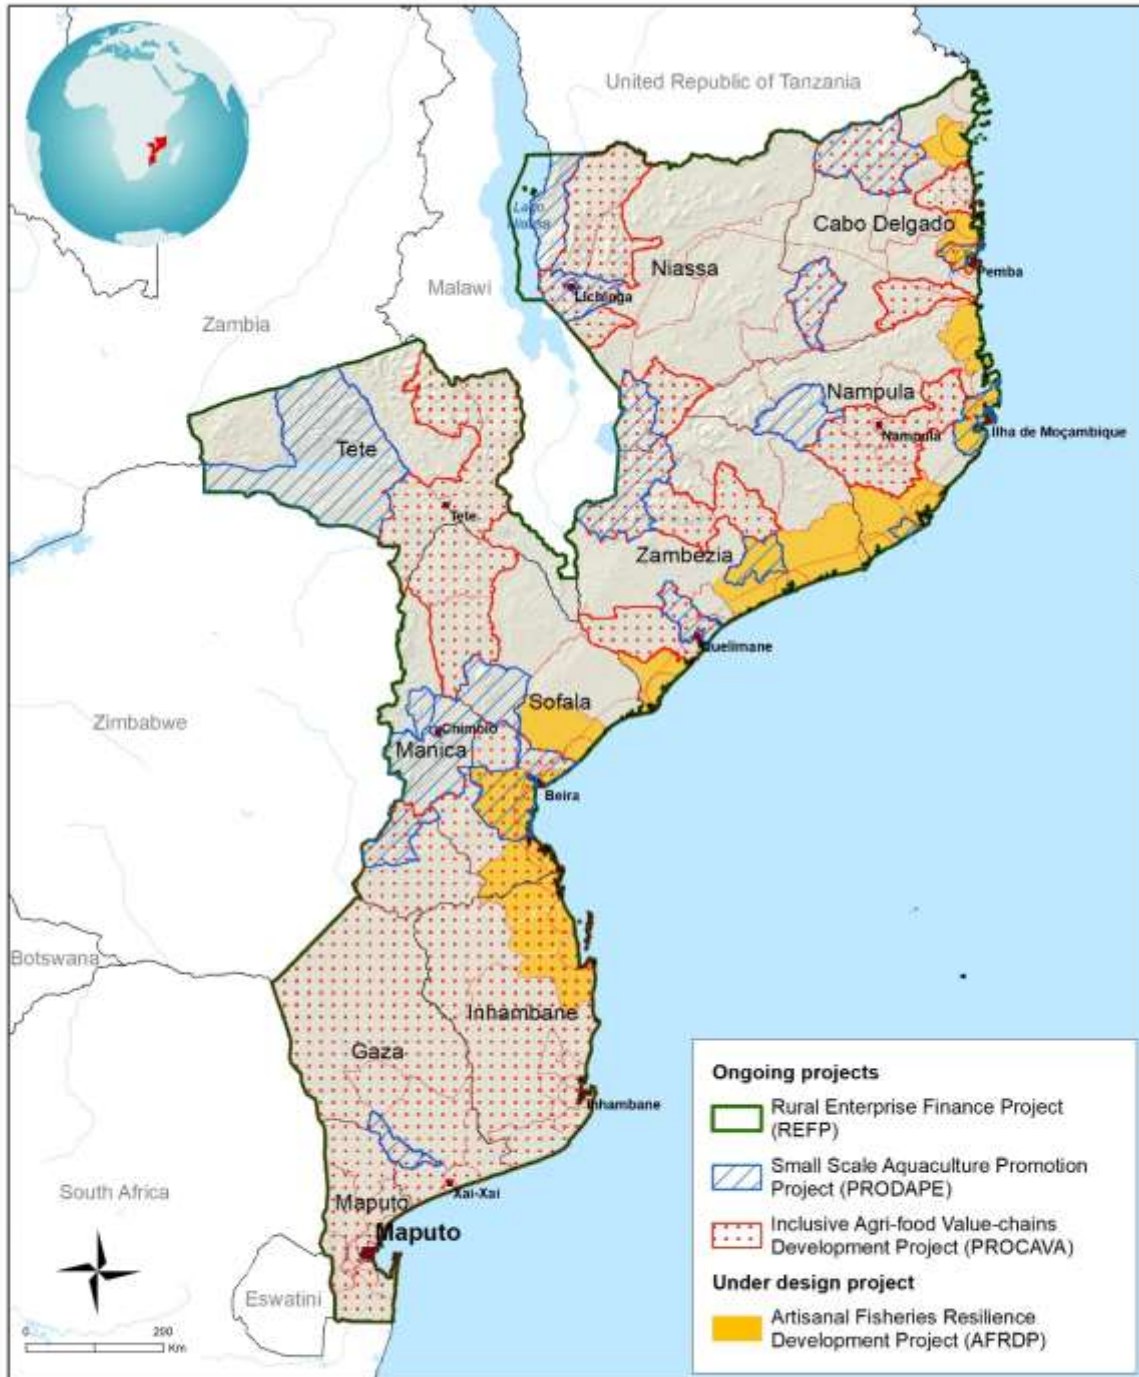 United Republic of Tanzania
Cabo Delgado
Lago
Niassa
Pemba
Malawi
Lichinga
Zambia
Nampula
Nampula
Ilha de Moçambique
Tete
Tete
Zambezia
Quelimane
Sofala
Zimbabwe
Chimoio
Manica
Beira
Botswana
Inhambane
Gaza
Inhambane
South Africa
Xai-Xai
Maputo
Maputo
Eswatini
0 200
Km
Ongoing projects
Rural Enterprise Finance Project
(REFP)
Small Scale Aquaculture Promotion
Project (PRODAPE)
Inclusive Agri-food Value-chains
Development Project (PROCAVA)
Under design project
Artisanal Fisheries Resilience
Development Project (AFRDP)